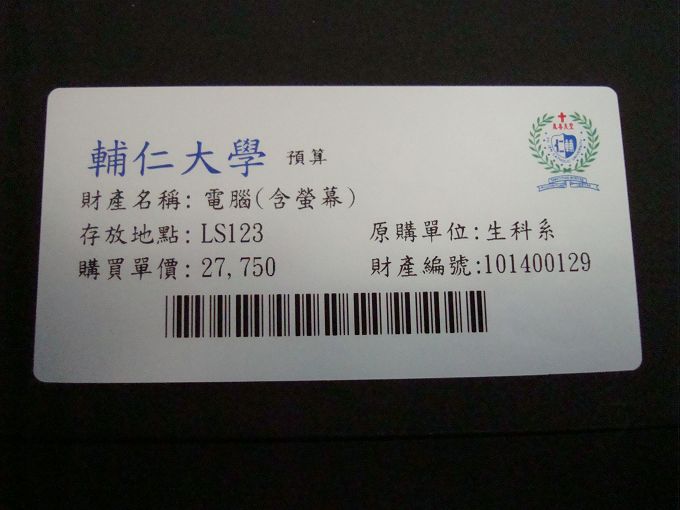 輔仁大學 預算
財產名稱: 電腦(含螢幕)
存放地點: LS123 原購單位:生科系
購買單價: 27,750 財產編號:101400129